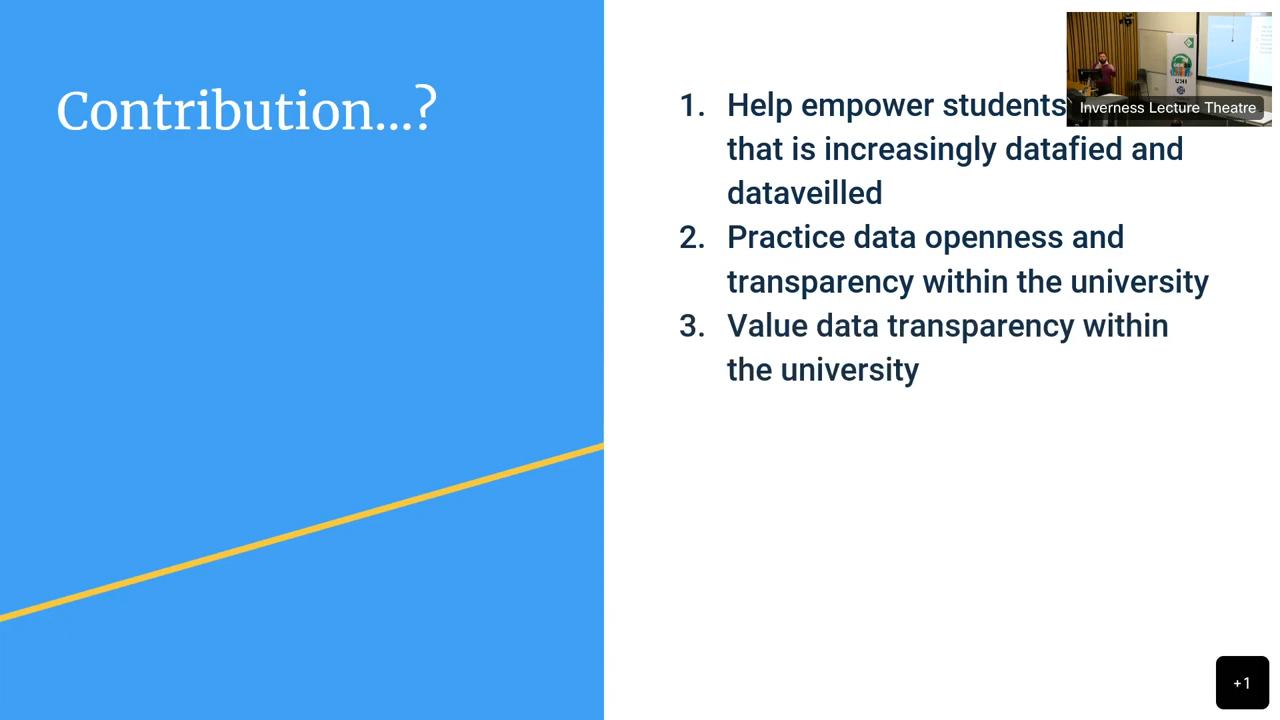 Contribution...?
1. Help empower students
that is increasingly datafied and
dataveilled
2. Practice data openness and
transparency within the university
3. Value data transparency within
the university
Inverness Lecture Theatre
UHI
+1